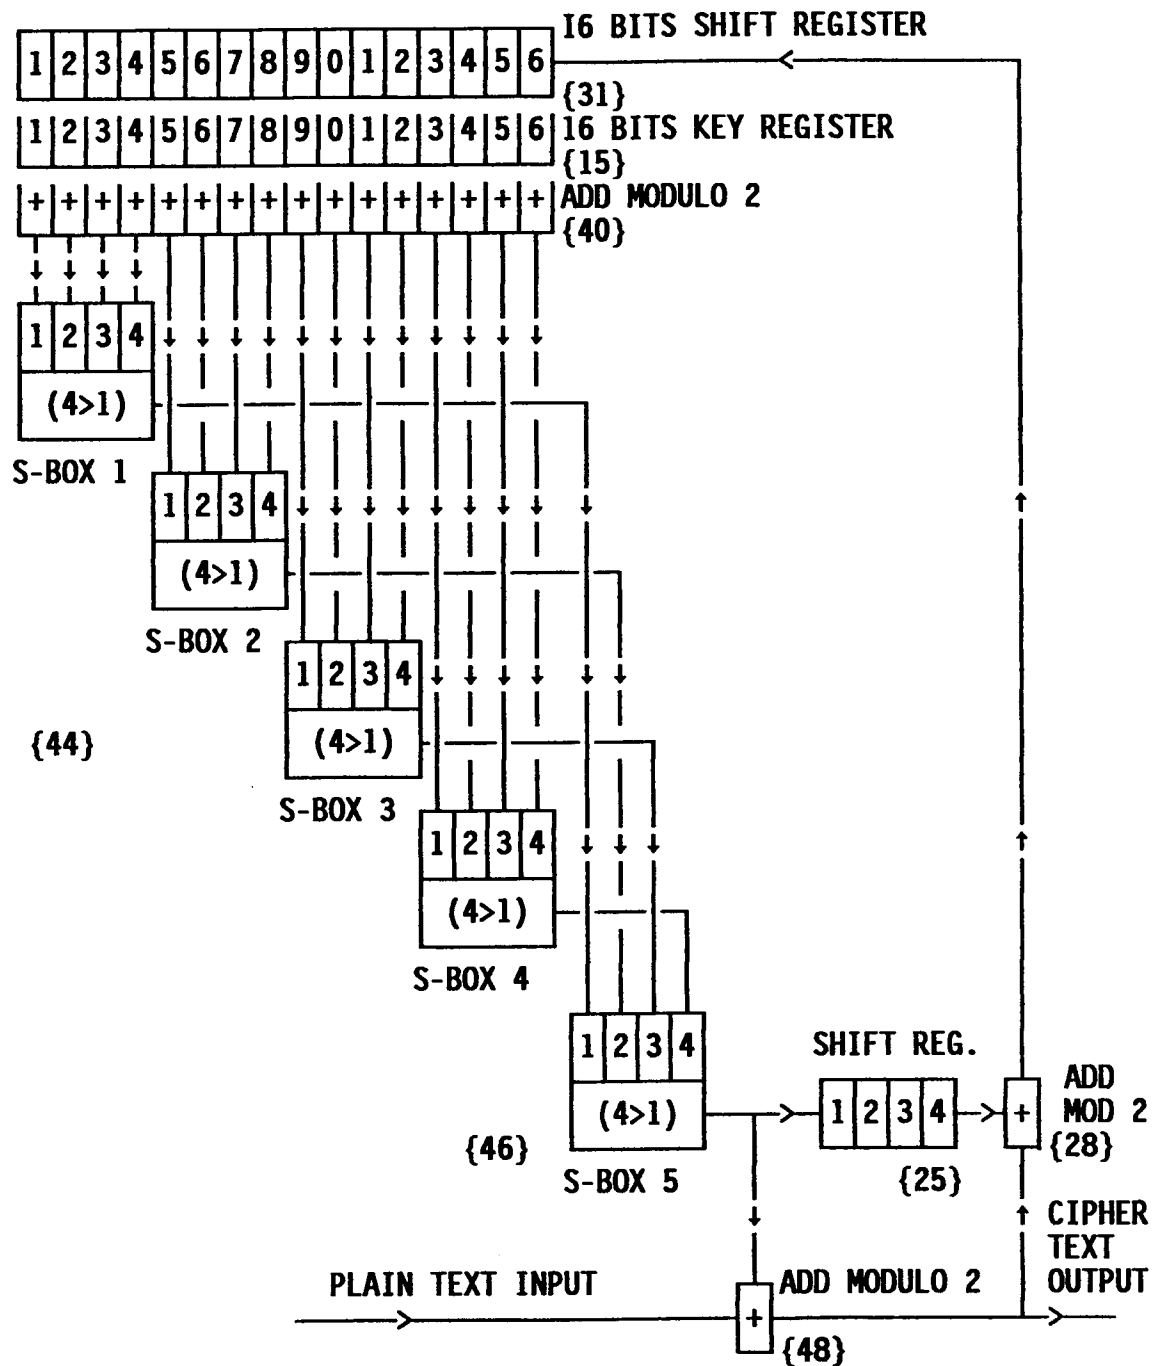 I6 BITS SHIFT REGISTER
1 2 3 4 5 6 7 8 9 0 1 2 3 4 5 6
{31}
16 BITS KEY REGISTER
1 2 3 4 5 6 7 8 9 0 1 2 3 4 5 6
{15}
+ + + + + + + + + + + + + + + + ADD MODULO 2
{40}
1 2 3 4
(4>1)
S-BOX 1
1 2 3 4
(4>1)
S-BOX 2
1 2 3 4
(4>1)
{44}
S-BOX 3
1 2 3 4
(4>1)
S-BOX 4
1 2 3 4
(4>1)
{46}
S-BOX 5
SHIFT REG.
1 2 3 4
{25}
+
ADD
MOD 2
{28}
CIPHER
TEXT
OUTPUT
PLAIN TEXT INPUT
+
ADD MODULO 2
{48}